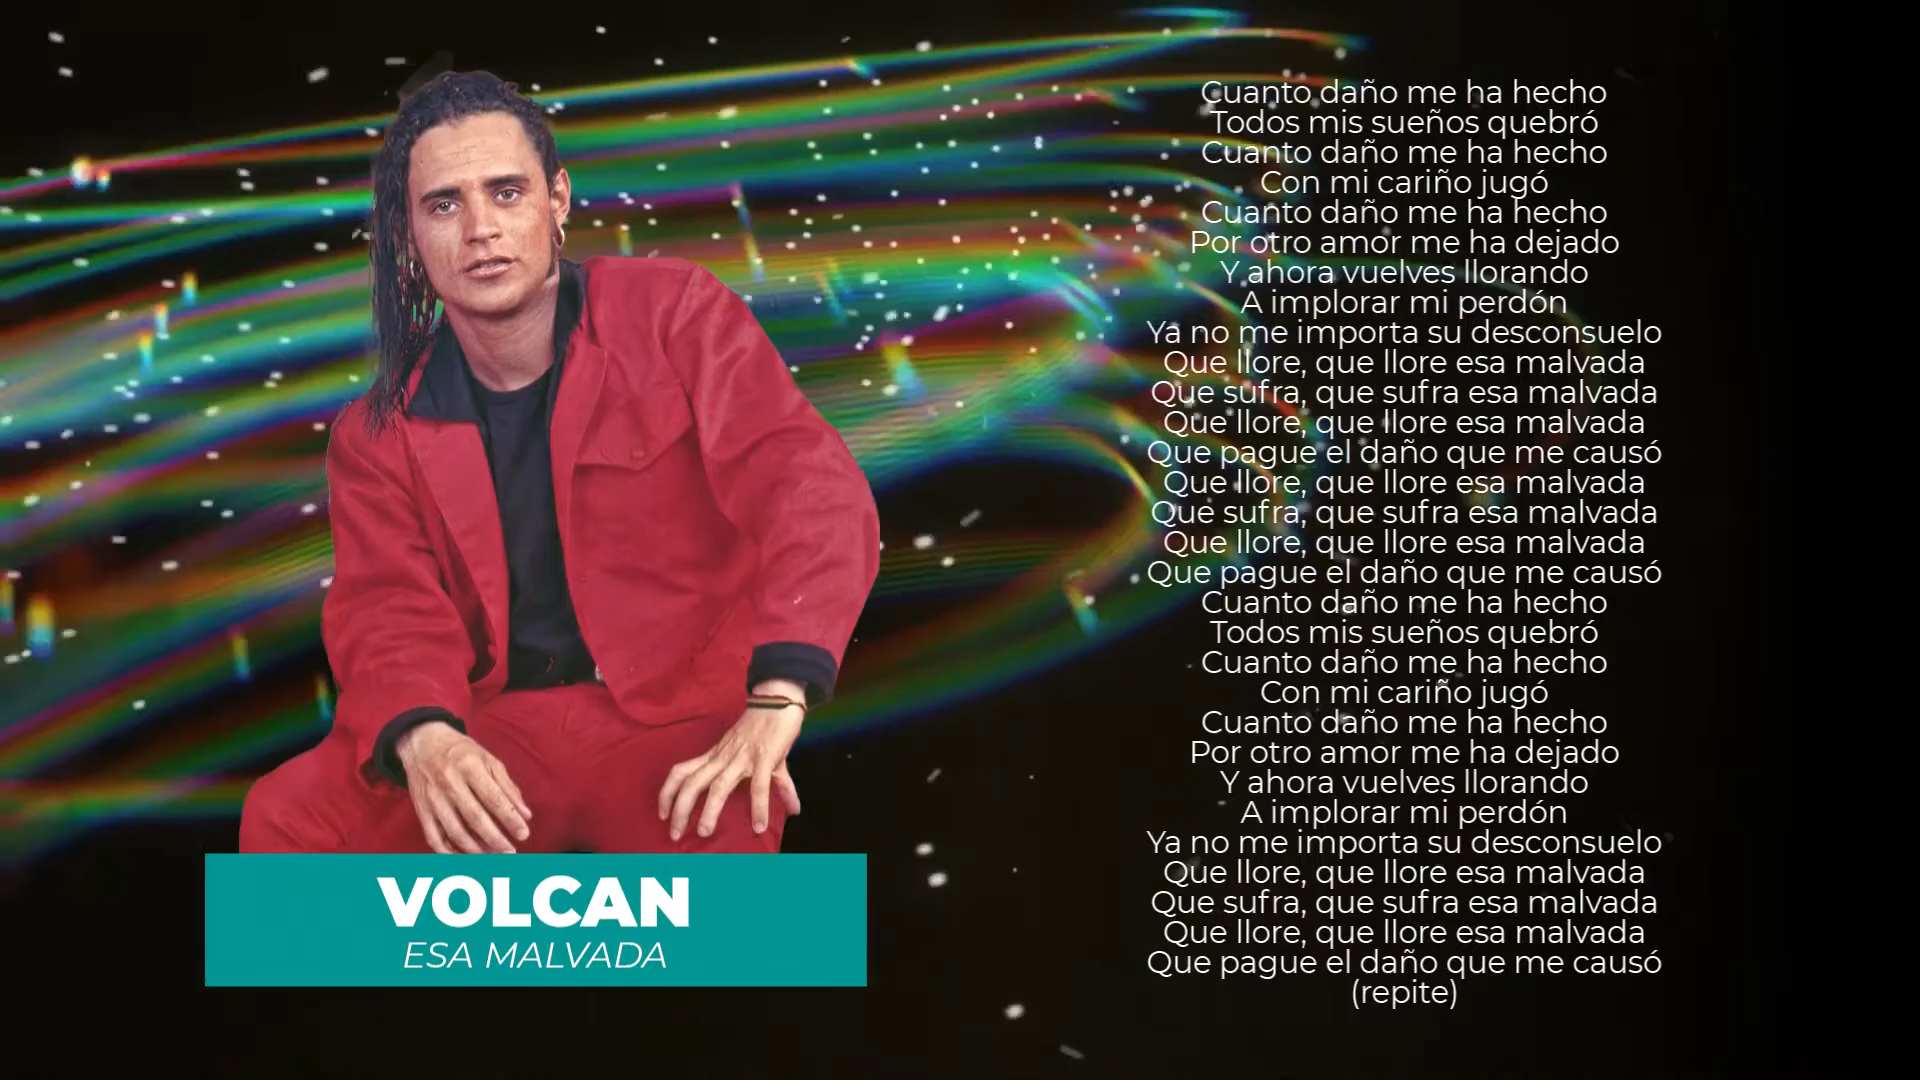 VOLCAN
ESA MALVADA
Cuanto daño me ha hecho
Todos mis sueños quebró
Cuanto daño me ha hecho
Con mi cariño jugó
Cuanto daño me ha hecho
Por otro amor me ha dejado
Y ahora vuelves llorando
A implorar mi perdón
Ya no me importa su desconsuelo
Que llore, que llore esa malvada
Que sufra, que sufra esa malvada
Que llore, que llore esa malvada
Que pague el daño que me causó
Que llore, que llore esa malvada
Que sufra, que sufra esa malvada
Que llore, que llore esa malvada
Que pague el daño que me causó
Cuanto daño me ha hecho
Todos mis sueños quebró
Cuanto daño me ha hecho
Con mi cariño jugó
Cuanto daño me ha hecho
Por otro amor me ha dejado
Y ahora vuelves llorando
A implorar mi perdón
Ya no me importa su desconsuelo
Que llore, que llore esa malvada
Que sufra, que sufra esa malvada
Que llore, que llore esa malvada
Que pague el daño que me causó
(repite)